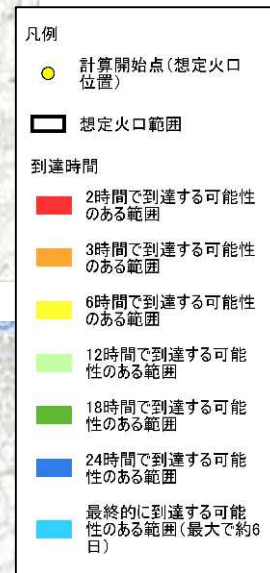 凡例
計算開始点(想定火口
位置)
想定火口範囲
到達時間
2時間で到達する可能性
のある範囲
3時間で到達する可能性
のある範囲
6時間で到達する可能性
のある範囲
12時間で到達する可能
性のある範囲
18時間で到達する可能
性のある範囲
24時間で到達する可能
性のある範囲
最終的に到達する可能
性のある範囲(最大で約6
日)